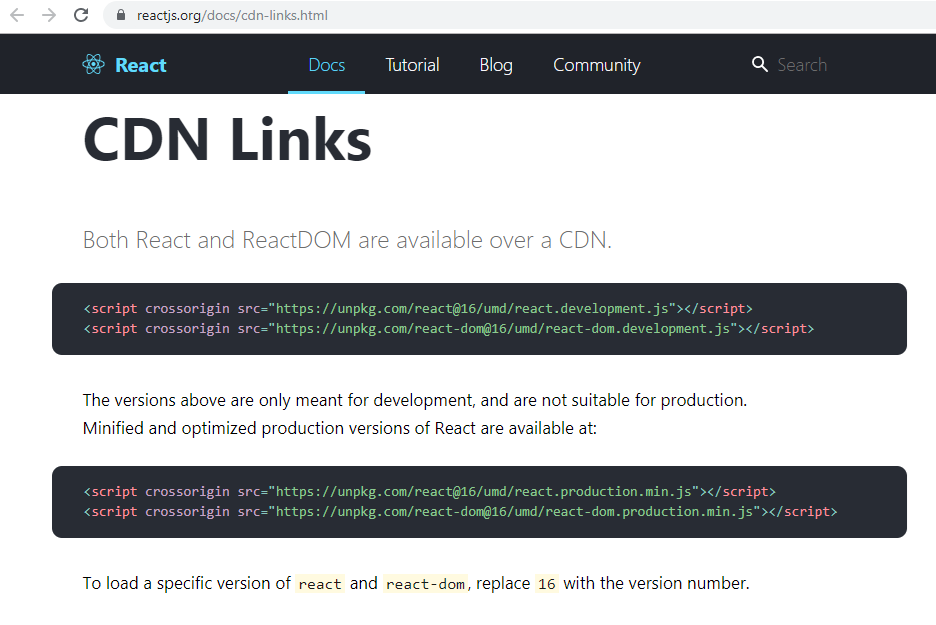 reactjs.org/docs/cdn-links.html
React Docs Tutorial Blog Community Search
CDN Links
Both React and ReactDOM are available over a CDN.
<script crossorigin src="https://unpkg.com/react@16/umd/react.development.js"></script>
<script crossorigin src="https://unpkg.com/react-dom@16/umd/react-dom.development.js"></script>
The versions above are only meant for development, and are not suitable for production.
Minified and optimized production versions of React are available at:
<script crossorigin src="https://unpkg.com/react@16/umd/react.production.min.js"></script>
<script crossorigin src="https://unpkg.com/react-dom@16/umd/react-dom.production.min.js"></script>
To load a specific version of react and react-dom, replace 16 with the version number.